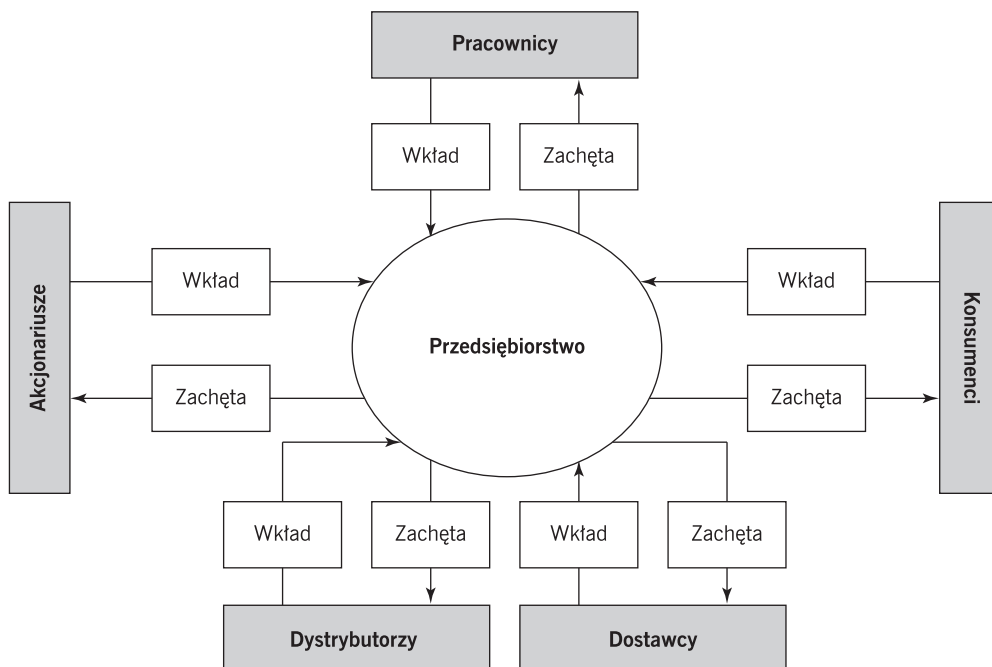 Pracownicy
Wkład
Zachęta
Akcjonariusze
Wkład
Zachęta
Przedsiębiorstwo
Wkład
Zachęta
Konsumenci
Wkład
Zachęta
Wkład
Zachęta
Dystrybutorzy
Dostawcy